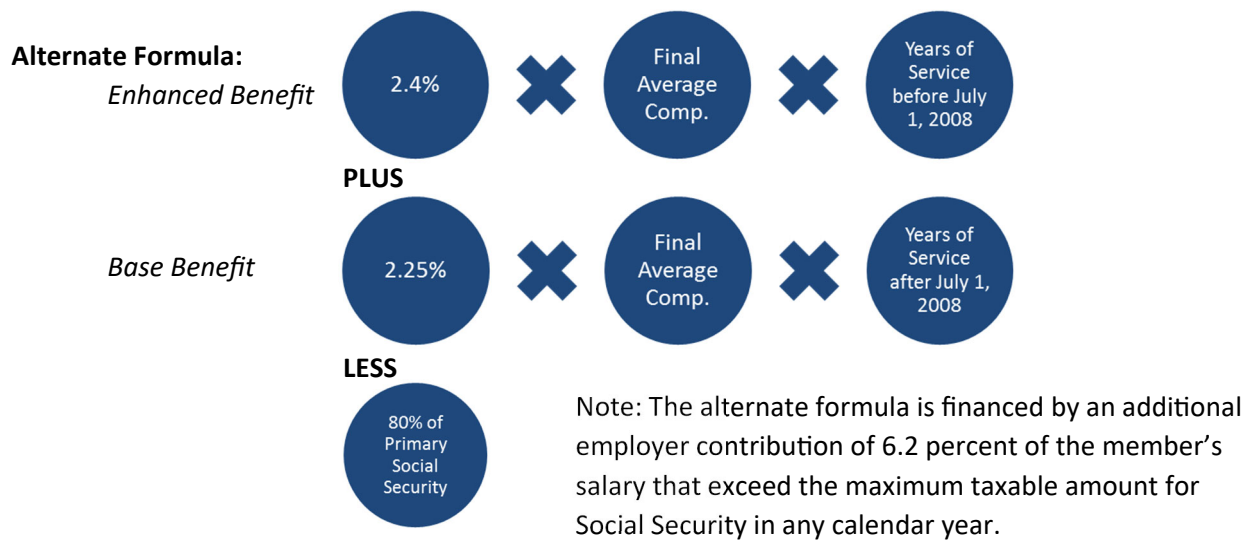 Alternate Formula:
Enhanced Benefit
2.4%
Final
Average
Comp.
Years of
Service
before July
1, 2008
PLUS
Base Benefit
2.25%
Final
Average
Comp.
Years of
Service
after July 1,
2008
LESS
80% of
Primary
Social
Security
Note: The alternate formula is financed by an additional
employer contribution of 6.2 percent of the member’s
salary that exceed the maximum taxable amount for
Social Security in any calendar year.